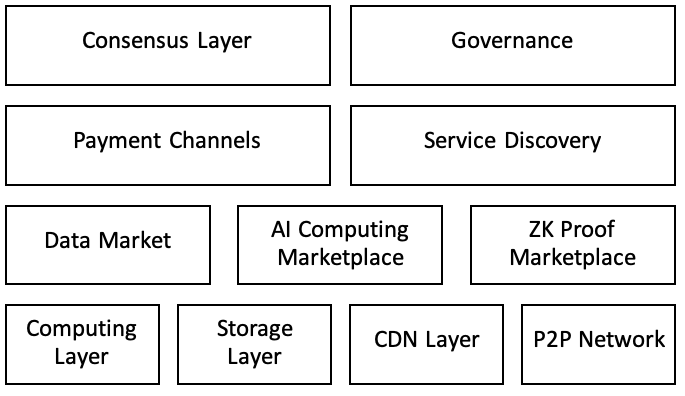 Consensus Layer
Governance
Payment Channels
Service Discovery
Data Market
AI Computing
Marketplace
ZK Proof
Marketplace
Computing
Layer
Storage
Layer
CDN Layer
P2P Network